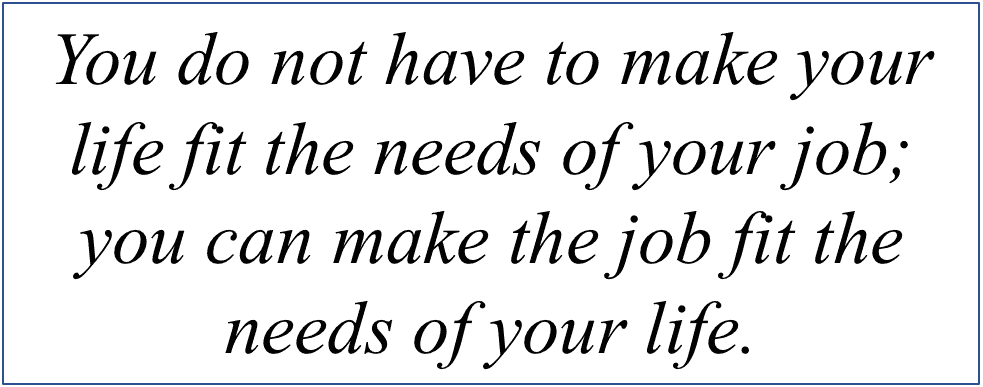 You do not have to make your
life fit the needs of your job;
you can make the job fit the
needs of your life.